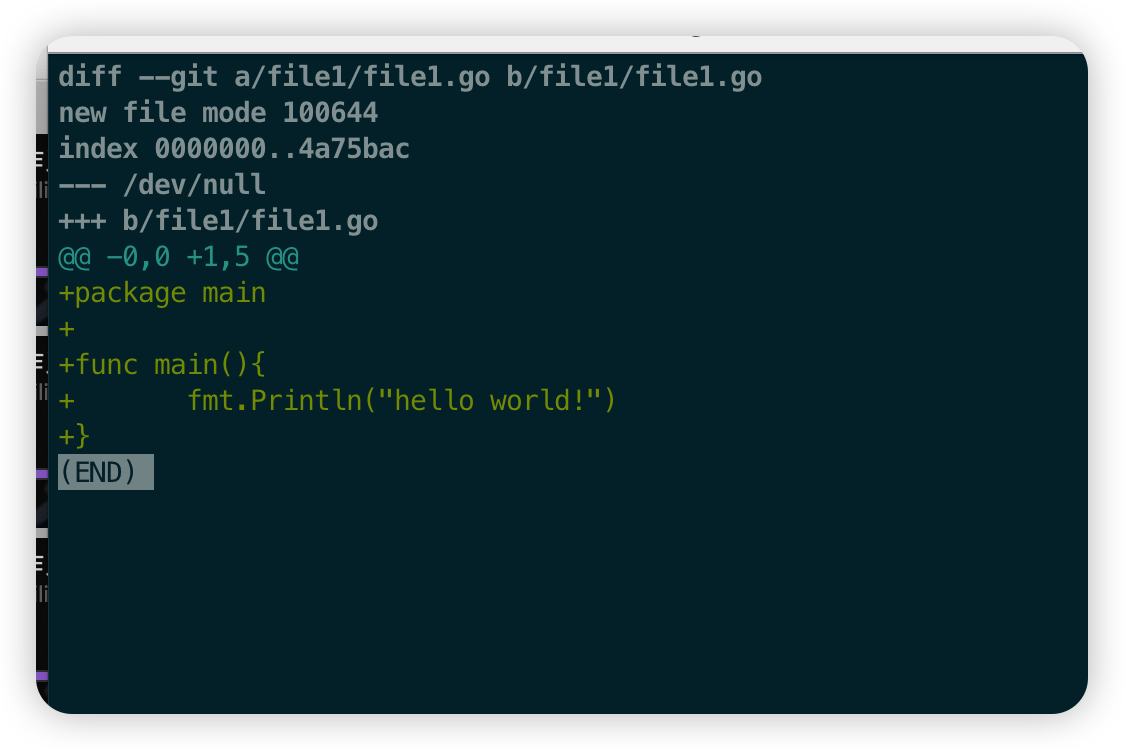 diff --git a/file1/file1.go b/file1/file1.go
new file mode 100644
index 0000000..4a75bac
--- /dev/null
+++ b/file1/file1.go
@@ -0,0 +1,5 @@
+package main
+
+func main(){
+       fmt.Println("hello world!")
+}
(END)